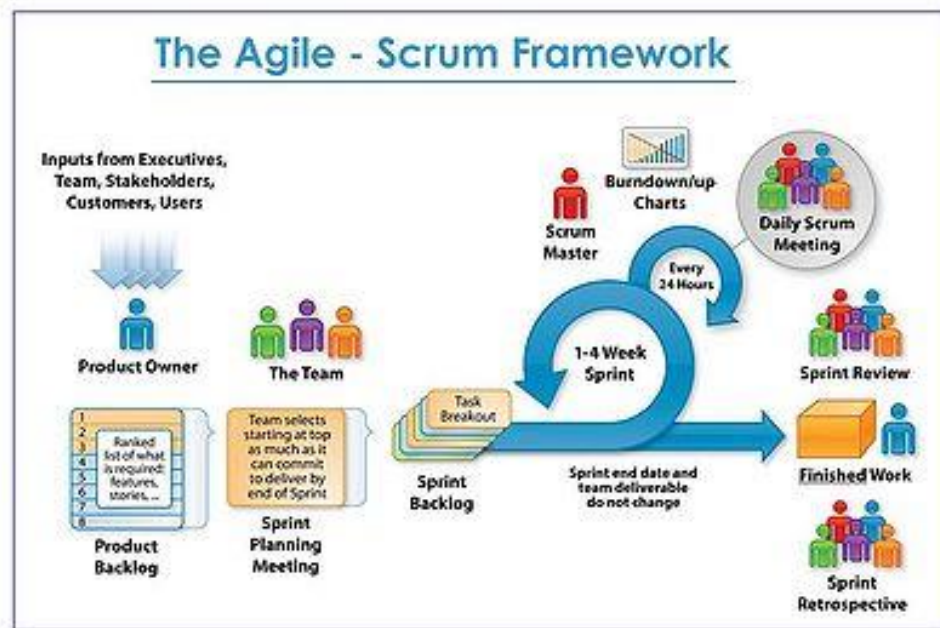 The Agile - Scrum Framework
Inputs from Executives,
Team, Stakeholders,
Customers, Users
Product Owner
The Team
1
2
3
4
5
6
7
8
Ranked
list of what
is required:
features,
stories, ...
Product
Backlog
Team selects
starting at top
as much as it
can commit
to deliver by
end of Sprint
Sprint
Planning
Meeting
Task
Breakout
Sprint
Backlog
Scrum
Master
Burndown/up
Charts
Every
24 Hours
Daily Scrum
Meeting
1-4 Week
Sprint
Sprint end date and
team deliverable
do not change
Sprint Review
Finished Work
Sprint
Retrospective